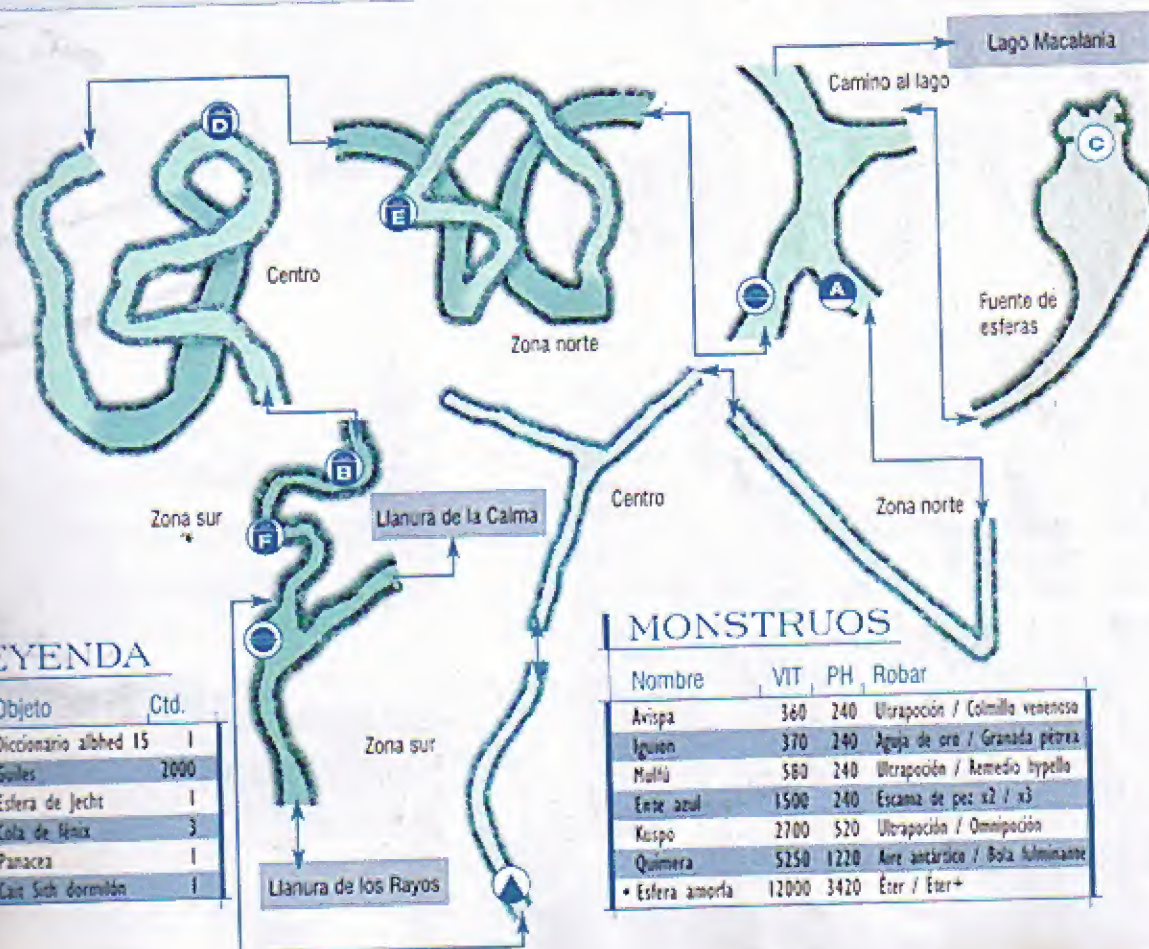 Lago Macalania
Camino al lago
D
C
E
Centro
A
Fuente de
esferas
Zona norte
B
Centro
Zona sur
Llanura de la Calma
Zona norte
F
EYENDA
Objeto Ctd.
Diccionario albhed 15 1
Guiles 2000
Esfera de Jecht 1
Cola de fénix 3
Panacea 1
Cait Sith dormilón 1
Zona sur
Llanura de los Rayos
MONSTRUOS
Nombre VIT PH Robar
Avispa 360 240 Ultrapoción / Colmillo venenoso
Iguion 370 240 Aguja de oro / Granada pétrea
580 240 Ultrapoción / Remedio hypello
Ente azul 1500 240 Escama de pez x2 / x3
Kuspo 2700 520 Ultrapoción / Omnipoción
Quimera 5250 1220 Aire antártico / Bola fulminante
• Esfera amorfa 12000 3420 Éter / Eter+